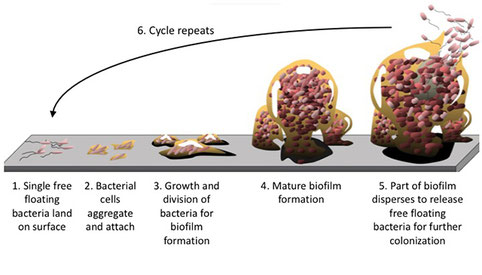 6. Cycle repeats
1. Single free
floating
bacteria land
on surface
2. Bacterial
cells
aggregate
and attach
3. Growth and
division of
bacteria for
biofilm
formation
4. Mature biofilm
formation
5. Part of biofilm
disperses to release
free floating
bacteria for further
colonization